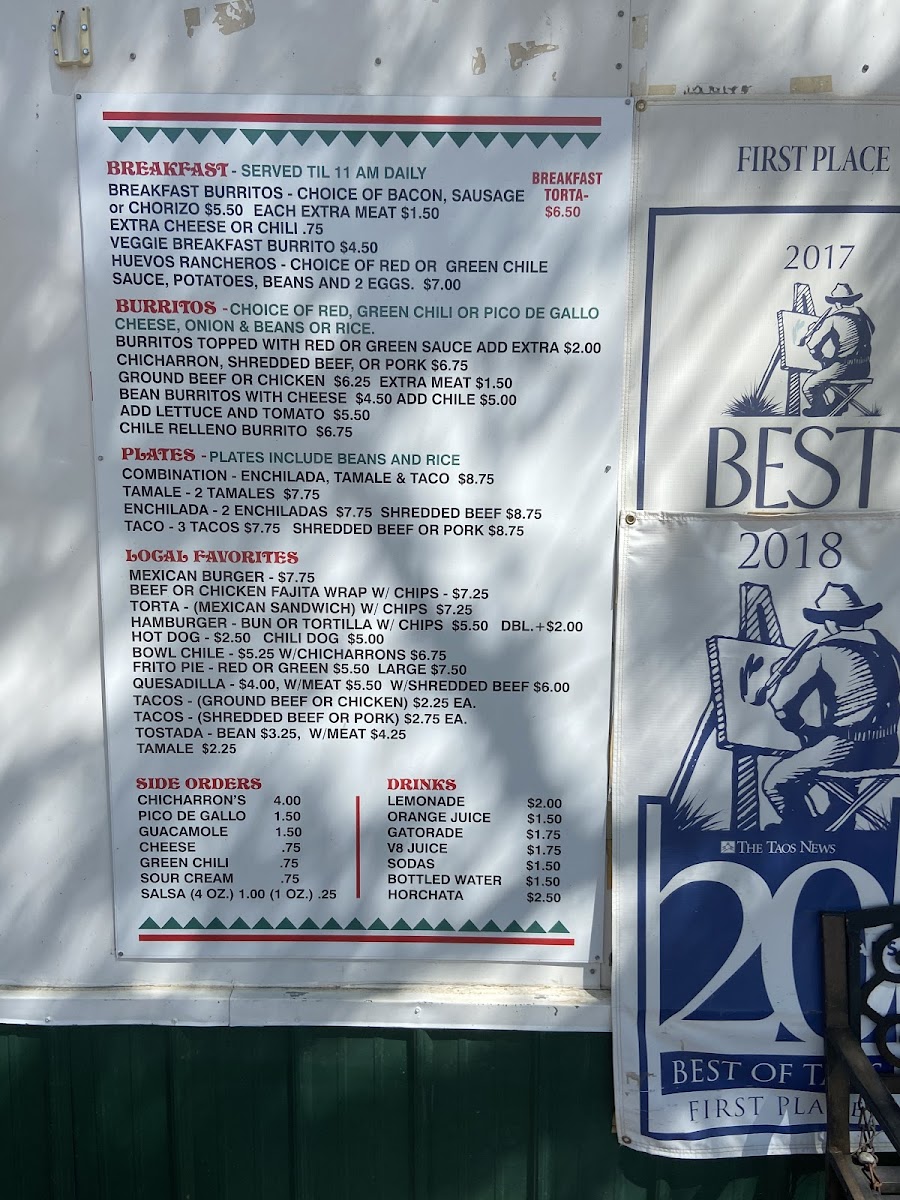 BREAKFAST - SERVED TIL 11 AM DAILY
BREAKFAST BURRITOS - CHOICE OF BACON, SAUSAGE
or CHORIZO $5.50 EACH EXTRA MEAT $1.50
EXTRA CHEESE OR CHILI .75
VEGGIE BREAKFAST BURRITO $4.50
HUEVOS RANCHEROS - CHOICE OF RED OR GREEN CHILE
SAUCE, POTATOES, BEANS AND 2 EGGS. $7.00
BREAKFAST
TORTA-
$6.50
BURRITOS - CHOICE OF RED, GREEN CHILI OR PICO DE GALLO
CHEESE, ONION & BEANS OR RICE.
BURRITOS TOPPED WITH RED OR GREEN SAUCE ADD EXTRA $2.00
CHICHARRON, SHREDDED BEEF, OR PORK $6.75
GROUND BEEF OR CHICKEN $6.25 EXTRA MEAT $1.50
BEAN BURRITOS WITH CHEESE $4.50 ADD CHILE $5.00
ADD LETTUCE AND TOMATO $5.50
CHILE RELLENO BURRITO $6.75
PLATES - PLATES INCLUDE BEANS AND RICE
COMBINATION - ENCHILADA, TAMALE & TACO $8.75
TAMALE - 2 TAMALES $7.75
ENCHILADA - 2 ENCHILADAS $7.75 SHREDDED BEEF $8.75
TACO - 3 TACOS $7.75 SHREDDED BEEF OR PORK $8.75
LOCAL FAVORITES
MEXICAN BURGER - $7.75
BEEF OR CHICKEN FAJITA WRAP W/ CHIPS - $7.25
TORTA - (MEXICAN SANDWICH) W/ CHIPS $7.25
HAMBURGER - BUN OR TORTILLA W/ CHIPS $5.50 DBL.+$2.00
HOT DOG - $2.50 CHILI DOG $5.00
BOWL CHILE - $5.25 W/CHICHARRONS $6.75
FRITO PIE - RED OR GREEN $5.50 LARGE $7.50
QUESADILLA - $4.00, W/MEAT $5.50 W/SHREDDED BEEF $6.00
TACOS - (GROUND BEEF OR CHICKEN) $2.25 EA.
TACOS - (SHREDDED BEEF OR PORK) $2.75 EA.
TOSTADA - BEAN $3.25, W/MEAT $4.25
TAMALE $2.25
SIDE ORDERS
CHICHARRON'S 4.00
PICO DE GALLO 1.50
GUACAMOLE 1.50
CHEESE .75
GREEN CHILI .75
SOUR CREAM .75
SALSA (4 OZ.) 1.00 (1 OZ.) .25
DRINKS
LEMONADE $2.00
ORANGE JUICE $1.50
GATORADE $1.75
V8 JUICE $1.75
SODAS $1.50
BOTTLED WATER $1.50
HORCHATA $2.50
FIRST PLACE
2017
BEST
2018
THE TAOS NEWS
20
BEST OF
FIRST